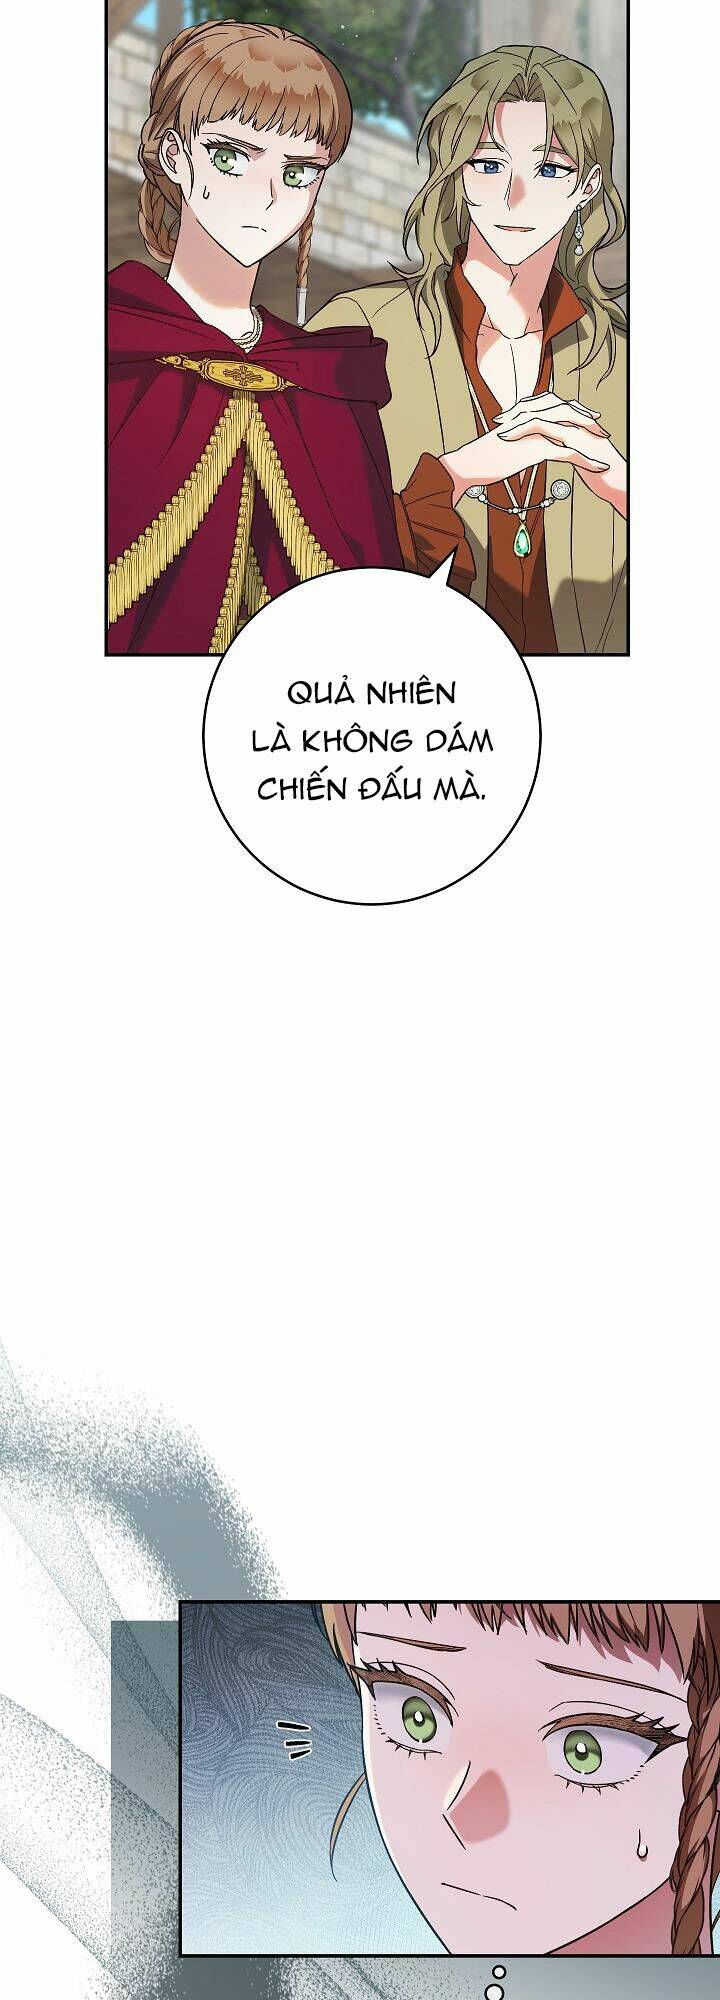 QUẢ NHIÊN
LÀ KHÔNG DÁM
CHIẾN ĐẤU MÀ.